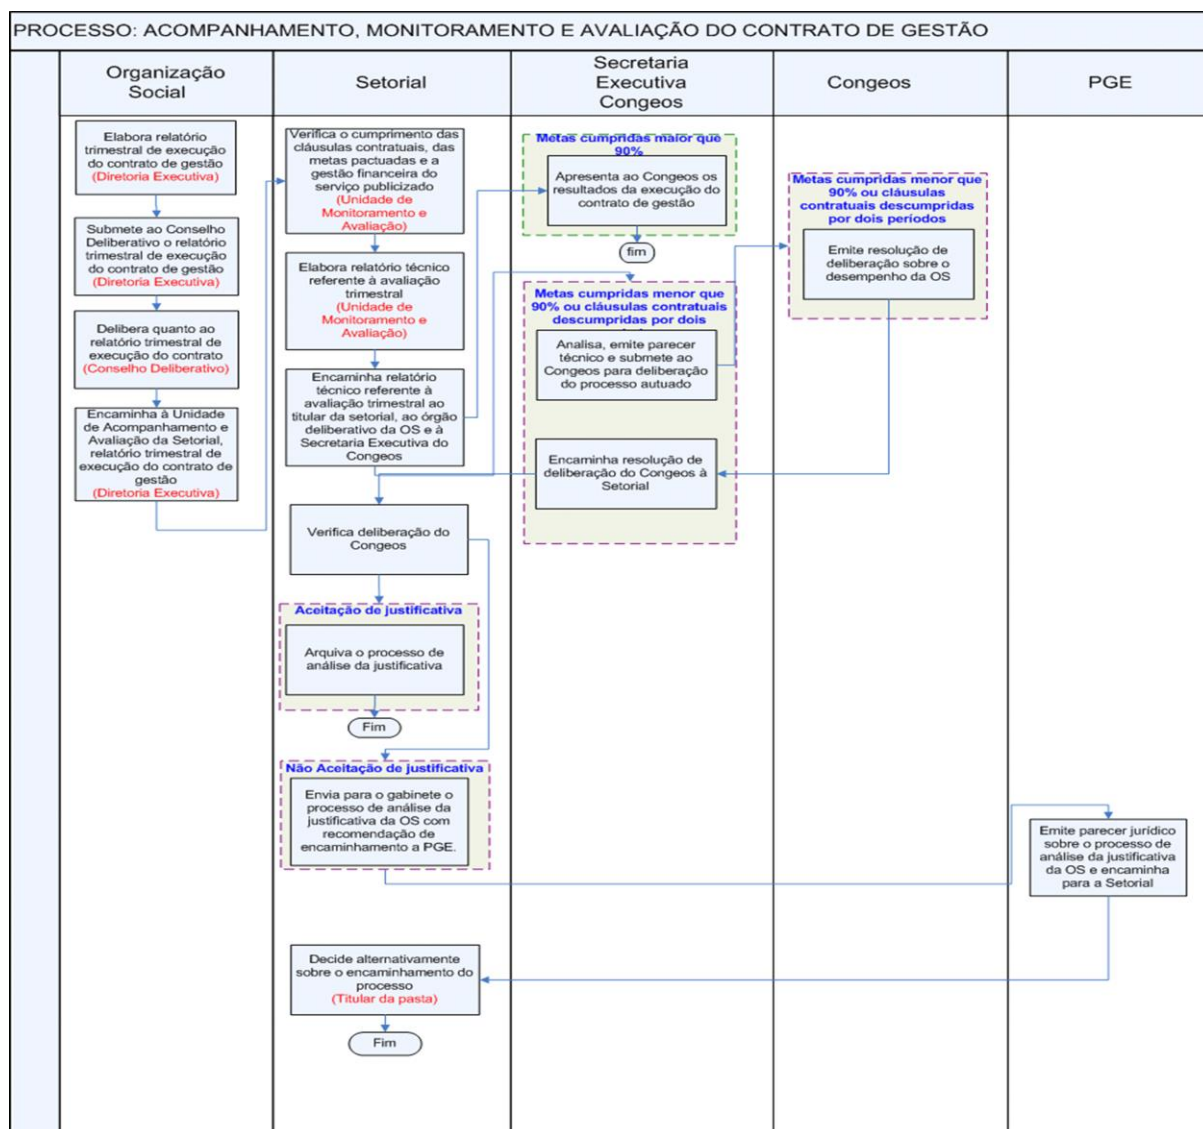 PROCESSO: ACOMPANHAMENTO, MONITORAMENTO E AVALIAÇÃO DO CONTRATO DE GESTÃO
Organização
Social
Setorial
Secretaria
Executiva
Congeos
Congeos
PGE
Elabora relatório
trimestral de execução
do contrato de gestão
(Diretoria Executiva)
Submete ao Conselho
Deliberativo o relatório
trimestral de execução
do contrato de gestão
(Diretoria Executiva)
Delibera quanto ao
relatório trimestral de
execução do contrato
(Conselho Deliberativo)
Encaminha à Unidade
de Acompanhamento e
Avaliação da Setorial,
relatório trimestral de
execução do contrato de
gestão
(Diretoria Executiva)
Verifica o cumprimento das
cláusulas contratuais, das
metas pactuadas e a
gestão financeira do
serviço publicizado
(Unidade de
Monitoramento e
Avaliação)
Elabora relatório técnico
referente à avaliação
trimestral
(Unidade de
Monitoramento e
Avaliação)
Encaminha relatório
técnico referente à
avaliação trimestral ao
titular da setorial, ao órgão
deliberativo da OS e à
Secretaria Executiva do
Congeos
Verifica deliberação do
Congeos
Aceitação de justificativa
Arquiva o processo de
análise da justificativa
Fim
Não Aceitação de justificativa
Envia para o gabinete o
processo de análise da
justificativa da OS com
recomendação de
encaminhamento a PGE.
Decide alternativamente
sobre o encaminhamento do
processo
(Titular da pasta)
Fim
Metas cumpridas maior que
90%
Apresenta ao Congeos os
resultados da execução do
contrato de gestão
fim
Metas cumpridas menor que
90% ou cláusulas contratuais
descumpridas por dois
Analisa, emite parecer
técnico e submete ao
Congeos para deliberação
do processo autuado
Encaminha resolução de
deliberação do Congeos à
Setorial
Metas cumpridas menor que
90% ou cláusulas
contratuais descumpridas
por dois períodos
Emite resolução de
deliberação sobre o
desempenho da OS
Emite parecer jurídico
sobre o processo de
análise da justificativa
da OS e encaminha
para a Setorial